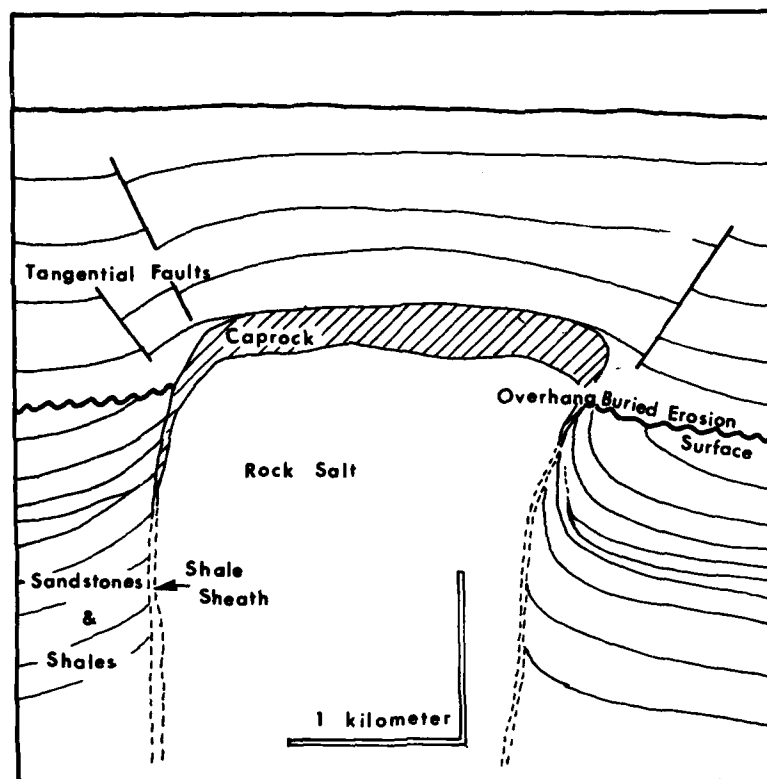 Tangential Faults
Caprock
Overhang
Buried Erosion
Surface
Rock Salt
Sandstones
&
Shales
Shale
Sheath
1 kilometer